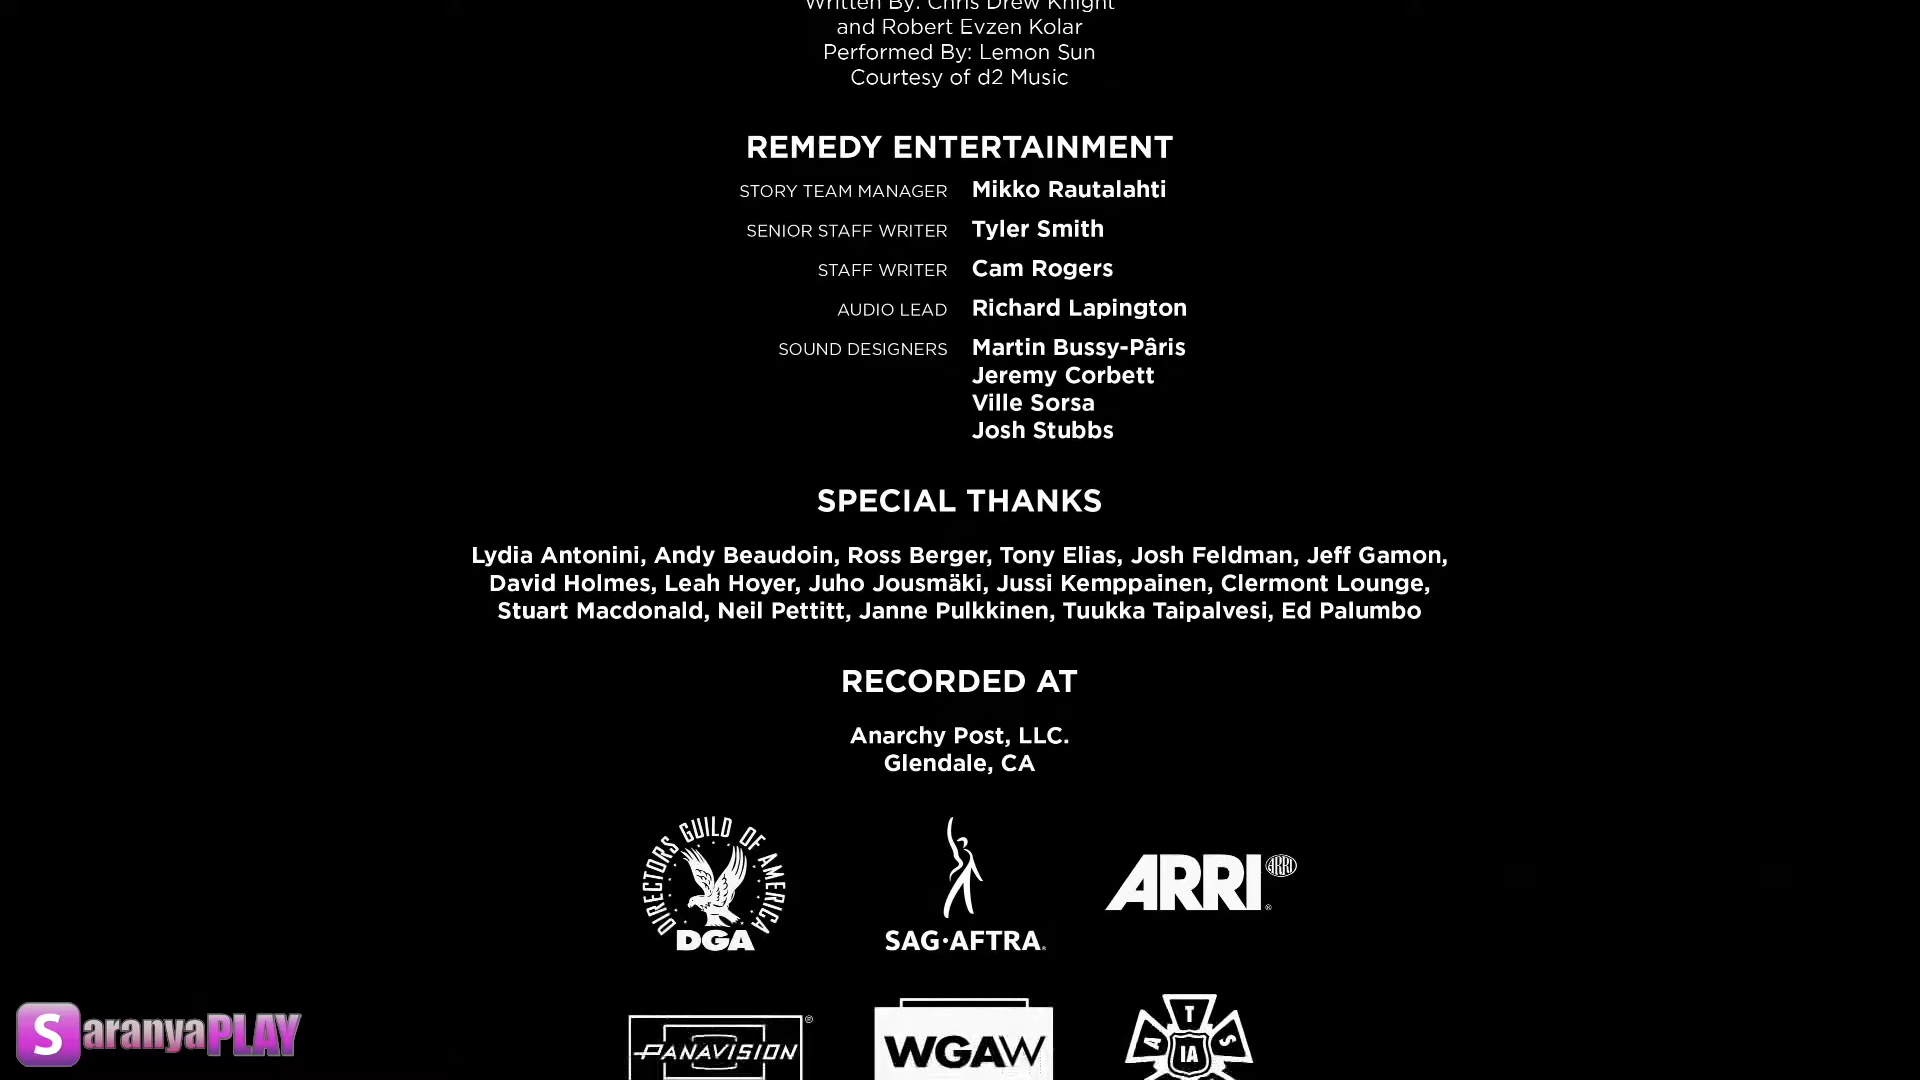 Written By: Chris Drew Knight
and Robert Evzen Kolar
Performed By: Lemon Sun
Courtesy of d2 Music
REMEDY ENTERTAINMENT
STORY TEAM MANAGER Mikko Rautalahti
SENIOR STAFF WRITER Tyler Smith
STAFF WRITER Cam Rogers
AUDIO LEAD Richard Lapington
SOUND DESIGNERS Martin Bussy-Pâris
Jeremy Corbett
Ville Sorsa
Josh Stubbs
SPECIAL THANKS
Lydia Antonini, Andy Beaudoin, Ross Berger, Tony Elias, Josh Feldman, Jeff Gamon,
David Holmes, Leah Hoyer, Juho Jousmäki, Jussi Kemppainen, Clermont Lounge,
Stuart Macdonald, Neil Pettitt, Janne Pulkkinen, Tuukka Taipalvesi, Ed Palumbo
RECORDED AT
Anarchy Post, LLC.
Glendale, CA
DIRECTORS GUILD OF AMERICA
DGA
SAG·AFTRA®
ARRI® ARRI
PANAVISION®
WGAW
I A T S
IA
SaranyaPLAY